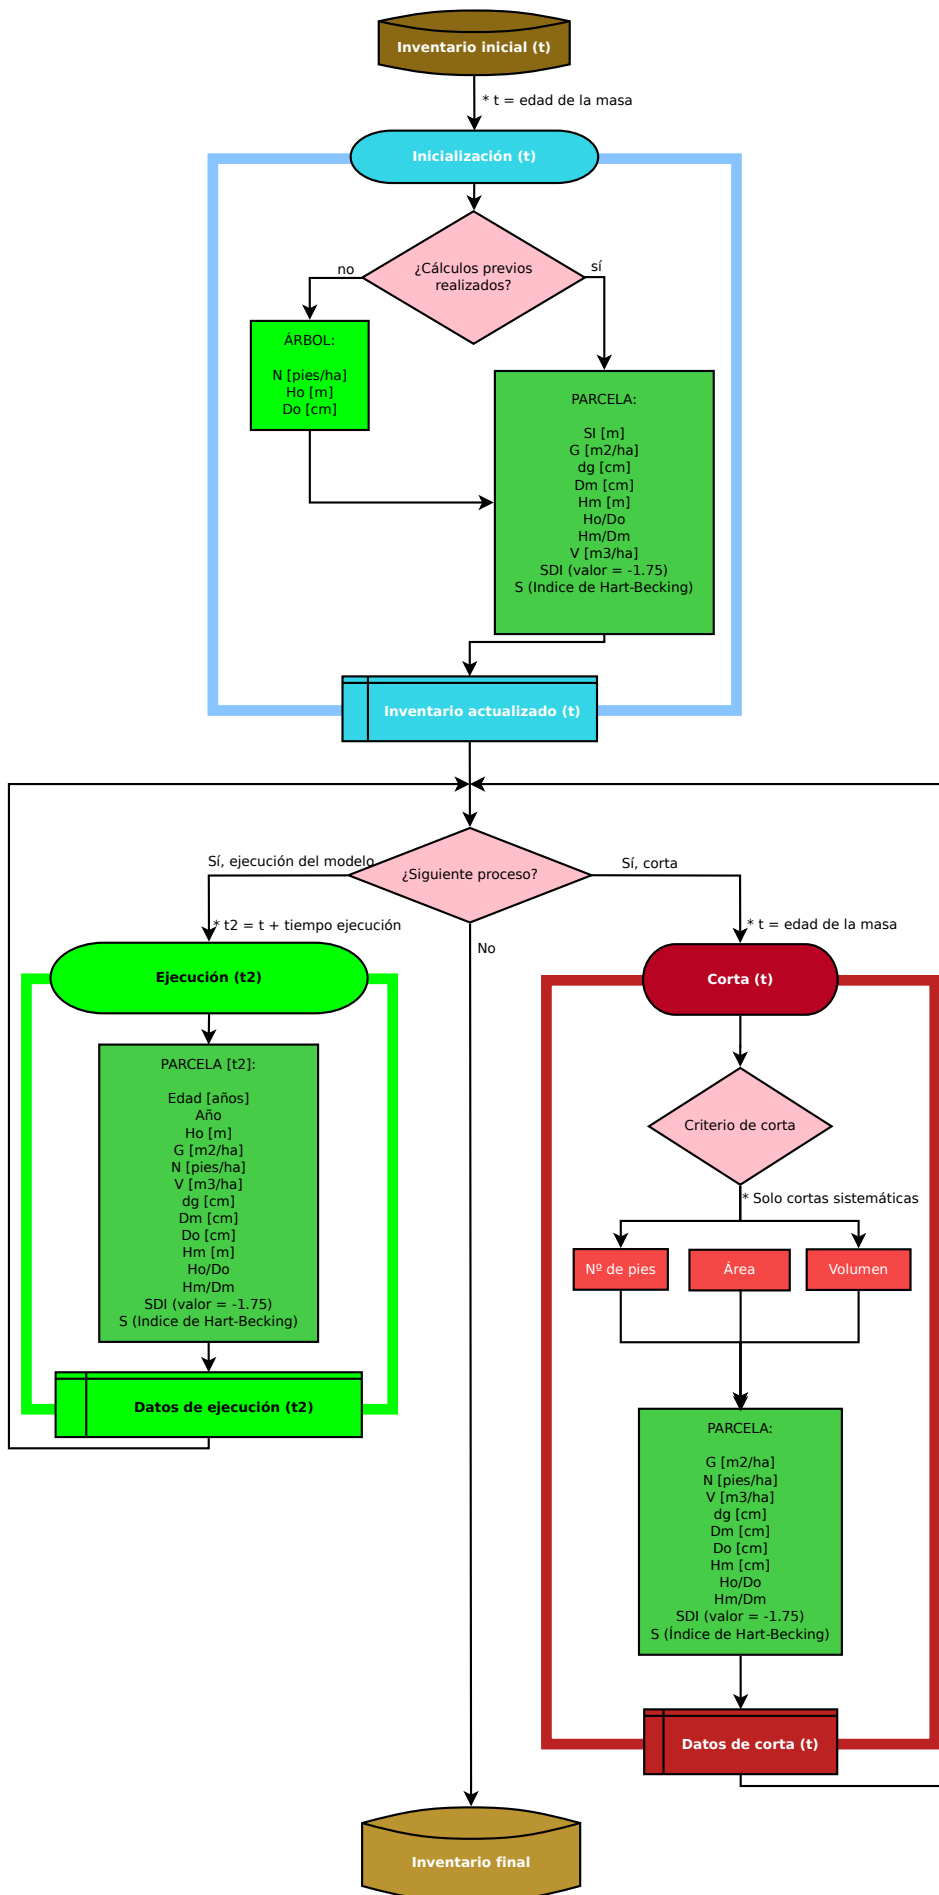 Inventario inicial (t)
* t = edad de la masa
Inicialización (t)
¿Cálculos previos
realizados?
no
sí
ÁRBOL:
N [pies/ha]
Ho [m]
Do [cm]
PARCELA:
SI [m]
G [m2/ha]
dg [cm]
Dm [cm]
Hm [m]
Ho/Do
Hm/Dm
V [m3/ha]
SDI (valor = -1.75)
S (Indice de Hart-Becking)
Inventario actualizado (t)
¿Siguiente proceso?
Sí, ejecución del modelo
Sí, corta
No
* t2 = t + tiempo ejecución
* t = edad de la masa
Ejecución (t2)
PARCELA [t2]:
Edad [años]
Año
Ho [m]
G [m2/ha]
N [pies/ha]
V [m3/ha]
dg [cm]
Dm [cm]
Do [cm]
Hm [m]
Ho/Do
Hm/Dm
SDI (valor = -1.75)
S (Indice de Hart-Becking)
Datos de ejecución (t2)
Corta (t)
Criterio de corta
* Solo cortas sistemáticas
Nº de pies
Área
Volumen
PARCELA:
G [m2/ha]
N [pies/ha]
V [m3/ha]
dg [cm]
Dm [cm]
Do [cm]
Hm [cm]
Ho/Do
Hm/Dm
SDI (valor = -1.75)
S (Índice de Hart-Becking)
Datos de corta (t)
Inventario final